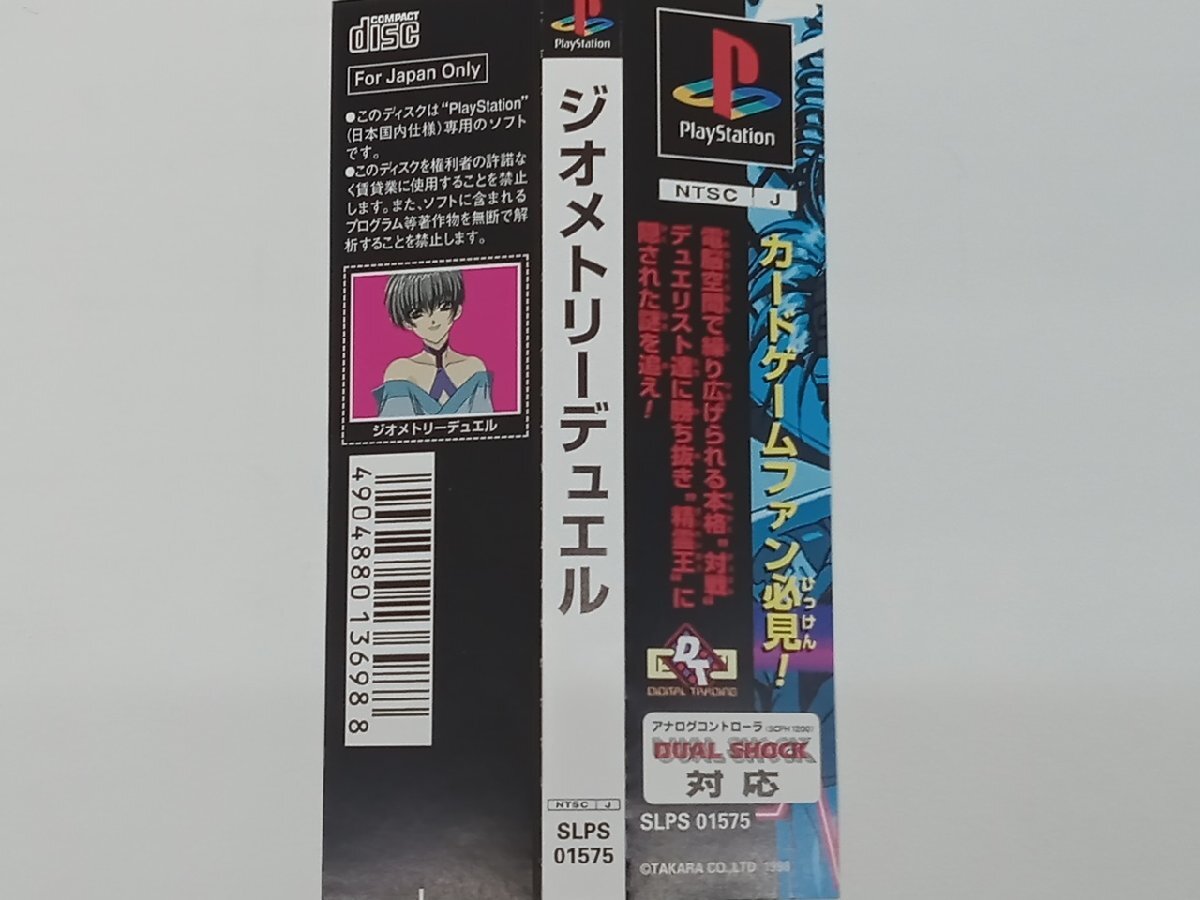 COMPACT
disc
For Japan Only
●このディスクは“PlayStation”
(日本国内仕様)専用のソフト
です。
●このディスクを権利者の許諾な
く賃貸業に使用することを禁止
します。また、ソフトに含まれる
プログラム等著作物を無断で解
析することを禁止します。
ジオメトリーデュエル
4904880136988
PlayStation
ジオメトリーデュエル
NTSC J
SLPS
01575
PlayStation
NTSC J
カードゲームファン必見!
びっけん
電脳空間で繰り広げられる本格“対戦”
デュエリスト達に勝ち抜き、“精霊王”に
隠された謎を追え!
DT
DIGITAL TRADING
アナログコントローラ(SCPH 1200)
DUAL SHOCK
対応
SLPS 01575
©TAKARA CO.,LTD 1998